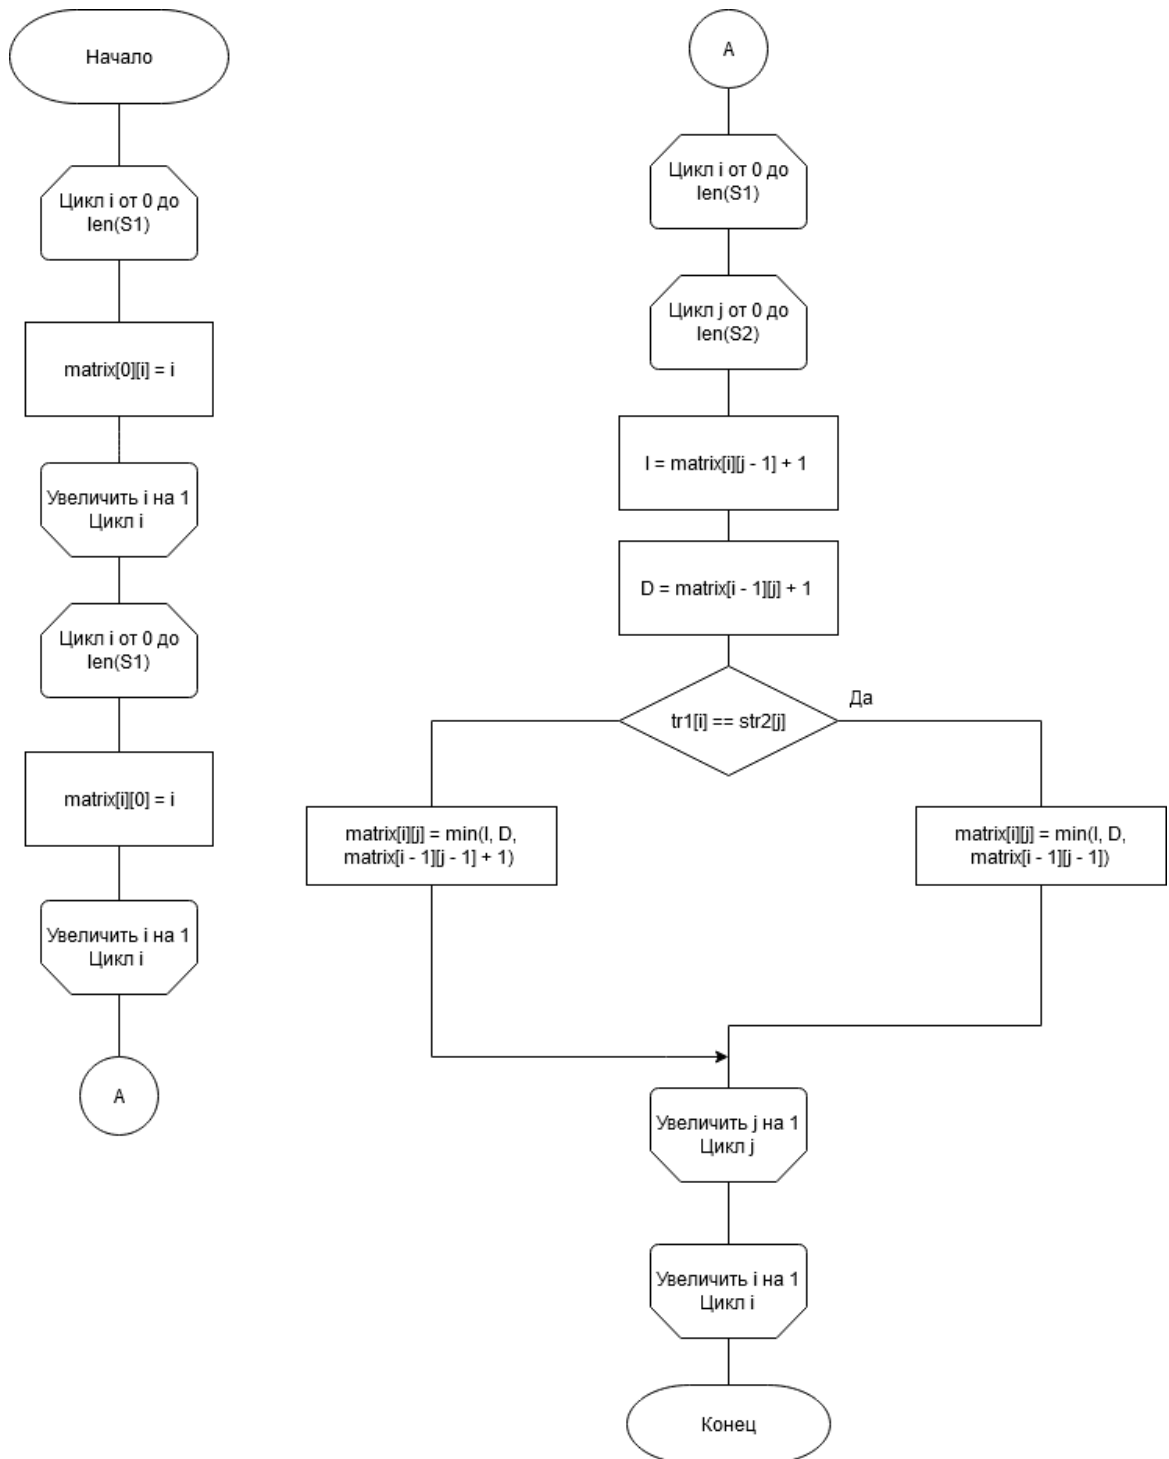 Начало
Цикл i от 0 до
len(S1)
matrix[0][i] = i
Увеличить i на 1
Цикл i
Цикл i от 0 до
len(S1)
matrix[i][0] = i
Увеличить i на 1
Цикл i
A
A
Цикл i от 0 до
len(S1)
Цикл j от 0 до
len(S2)
I = matrix[i][j - 1] + 1
D = matrix[i - 1][j] + 1
tr1[i] == str2[j]
Да
matrix[i][j] = min(I, D,
matrix[i - 1][j - 1] + 1)
matrix[i][j] = min(I, D,
matrix[i - 1][j - 1])
Увеличить j на 1
Цикл j
Увеличить i на 1
Цикл i
Конец